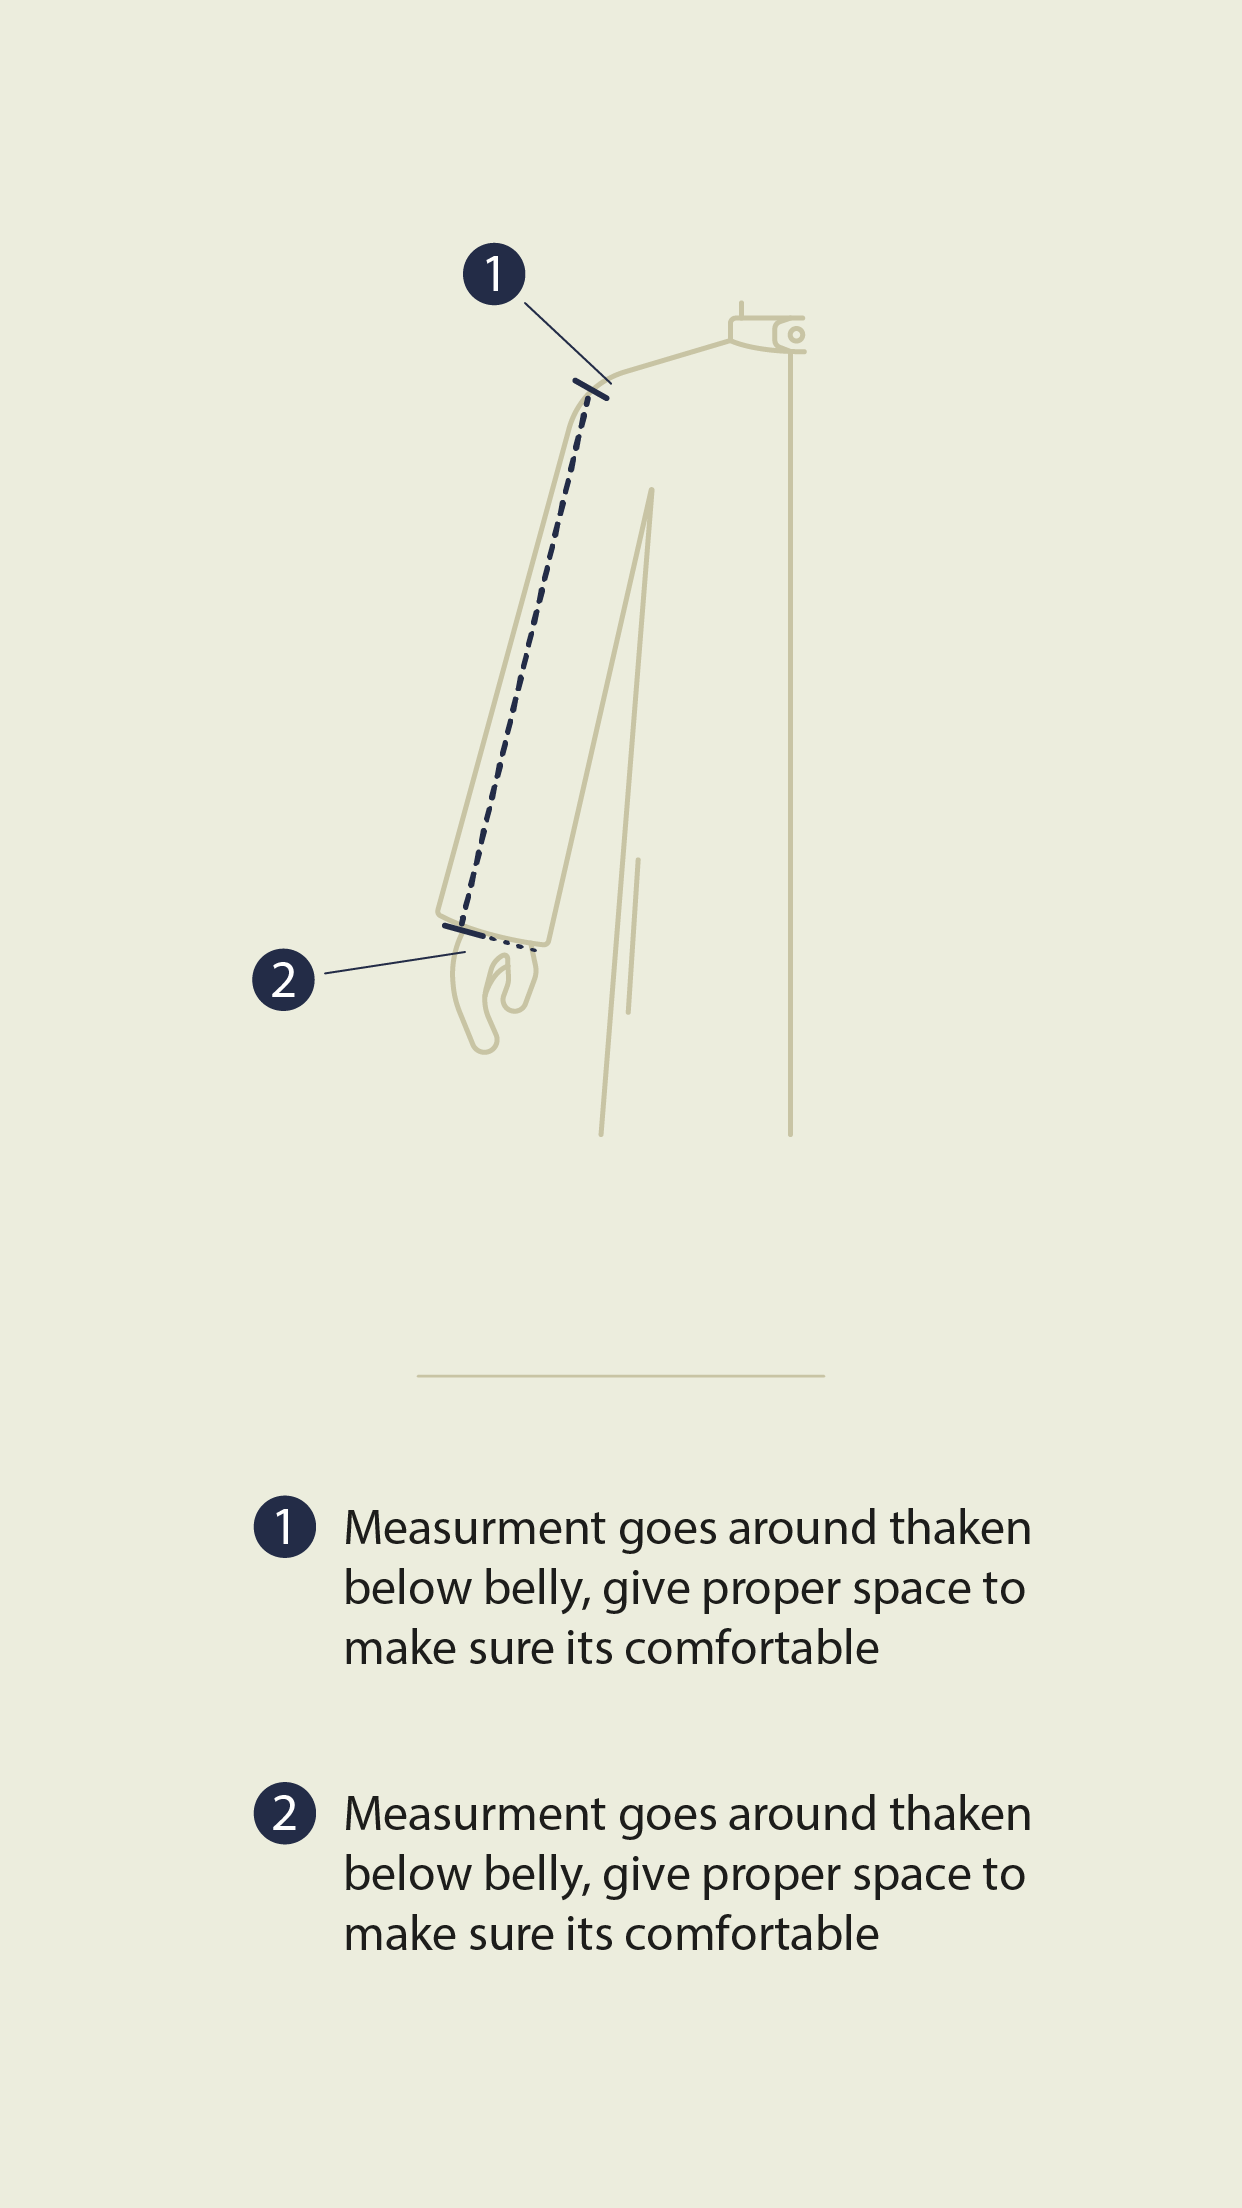 1
2
1 Measurment goes around thaken
below belly, give proper space to
make sure its comfortable
2 Measurment goes around thaken
below belly, give proper space to
make sure its comfortable